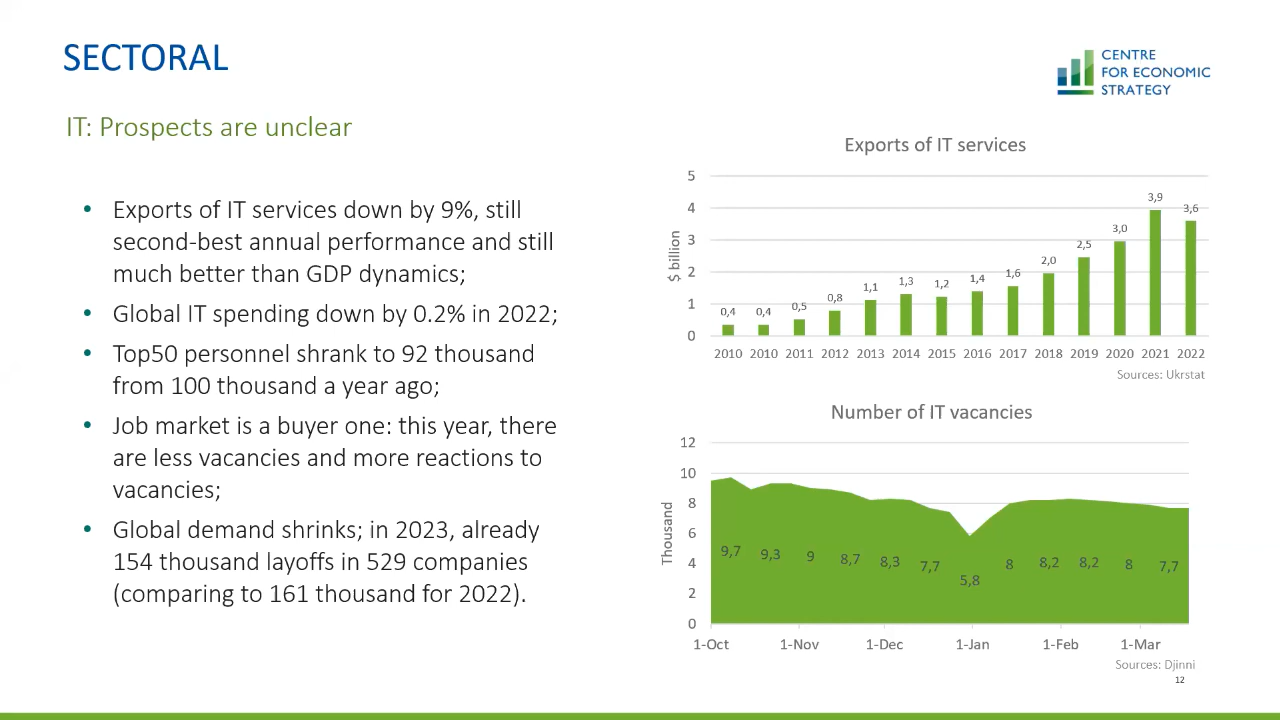 SECTORAL
CENTRE
FOR ECONOMIC
STRATEGY
IT: Prospects are unclear
• Exports of IT services down by 9%, still
second-best annual performance and still
much better than GDP dynamics;
• Global IT spending down by 0.2% in 2022;
• Top50 personnel shrank to 92 thousand
from 100 thousand a year ago;
• Job market is a buyer one: this year, there
are less vacancies and more reactions to
vacancies;
• Global demand shrinks; in 2023, already
154 thousand layoffs in 529 companies
(comparing to 161 thousand for 2022).
Exports of IT services
$ billion
5
4
3
2
1
0
0,4 0,4 0,5 0,8 1,1 1,3 1,2 1,4 1,6 2,0 2,5 3,0 3,9 3,6
2010 2010 2011 2012 2013 2014 2015 2016 2017 2018 2019 2020 2021 2022
Sources: Ukrstat
Number of IT vacancies
Thousand
12
10
8
6
4
2
0
9,7 9,3 9 8,7 8,3 7,7 5,8 8 8,2 8,2 8 7,7
1-Oct 1-Nov 1-Dec 1-Jan 1-Feb 1-Mar
Sources: Djinni
12